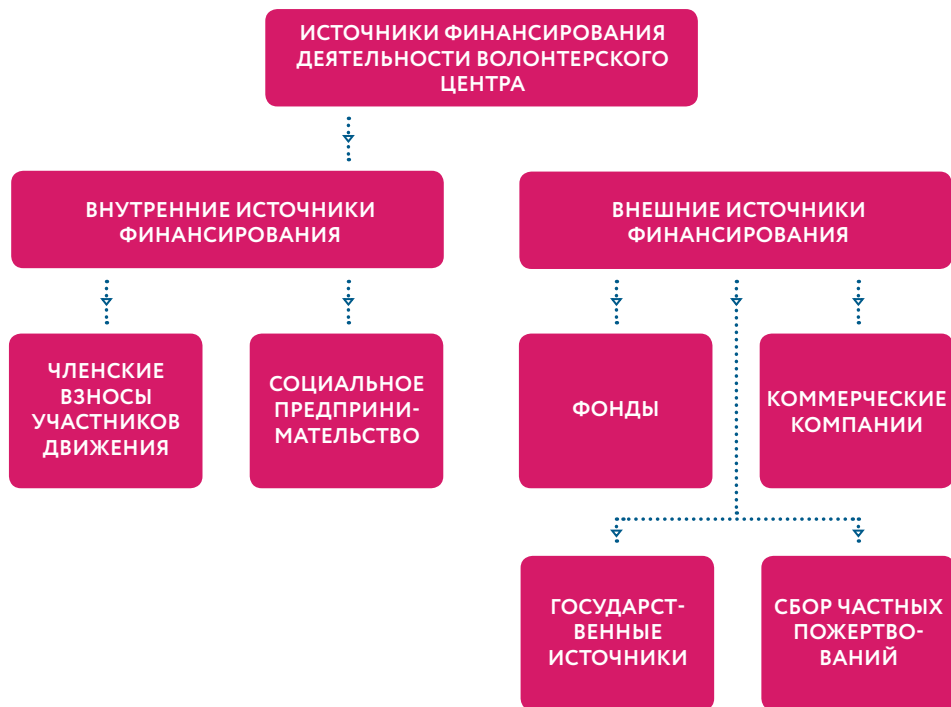 ИСТОЧНИКИ ФИНАНСИРОВАНИЯ
ДЕЯТЕЛЬНОСТИ ВОЛОНТЕРСКОГО
ЦЕНТРА
ВНУТРЕННИЕ ИСТОЧНИКИ
ФИНАНСИРОВАНИЯ
ВНЕШНИЕ ИСТОЧНИКИ
ФИНАНСИРОВАНИЯ
ЧЛЕНСКИЕ
ВЗНОСЫ
УЧАСТНИКОВ
ДВИЖЕНИЯ
СОЦИАЛЬНОЕ
ПРЕДПРИНИ-
МАТЕЛЬСТВО
ФОНДЫ
КОММЕРЧЕСКИЕ
КОМПАНИИ
ГОСУДАРСТ-
ВЕННЫЕ
ИСТОЧНИКИ
СБОР ЧАСТНЫХ
ПОЖЕРТВО-
ВАНИЙ